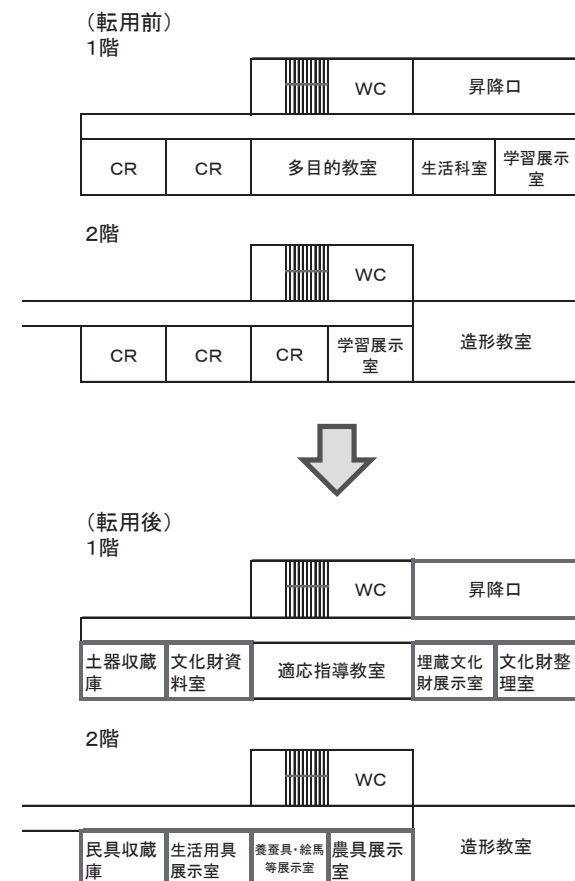 （転用前）
1階
WC
昇降口
CR
CR
多目的教室
生活科室
学習展示
室
2階
WC
CR
CR
CR
学習展示
室
造形教室
（転用後）
1階
WC
昇降口
土器収蔵
庫
文化財資
料室
適応指導教室
埋蔵文化
財展示室
文化財整
理室
2階
WC
民具収蔵
庫
生活用具
展示室
養蚕具・絵馬
等展示室
農具展示
室
造形教室